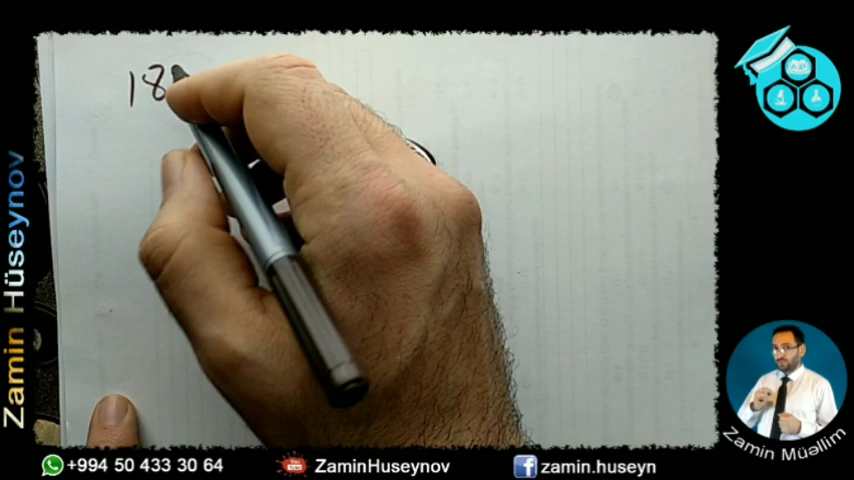 18
Zamin Hüseynov
Zamin Müəllim
+994 50 433 30 64
ZaminHuseynov
zamin.huseyn